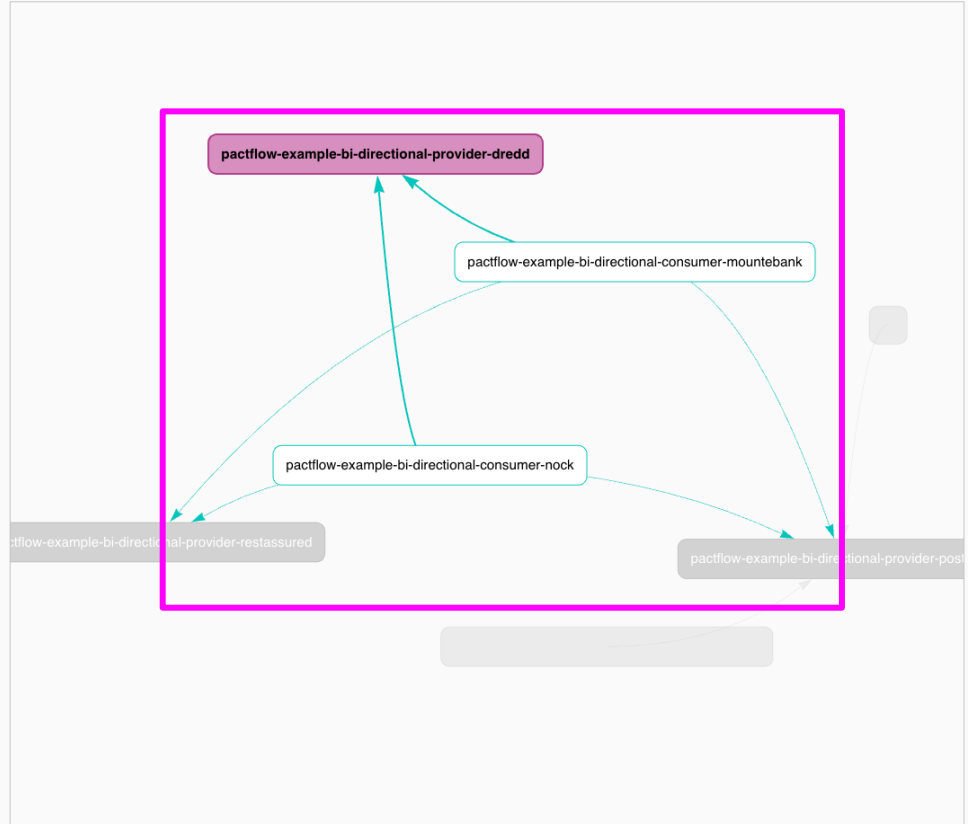 pactflow-example-bi-directional-provider-dredd
pactflow-example-bi-directional-consumer-mountebank
pactflow-example-bi-directional-consumer-nock
tflow-example-bi-directional-provider-restassured
pactflow-example-bi-directional-provider-post